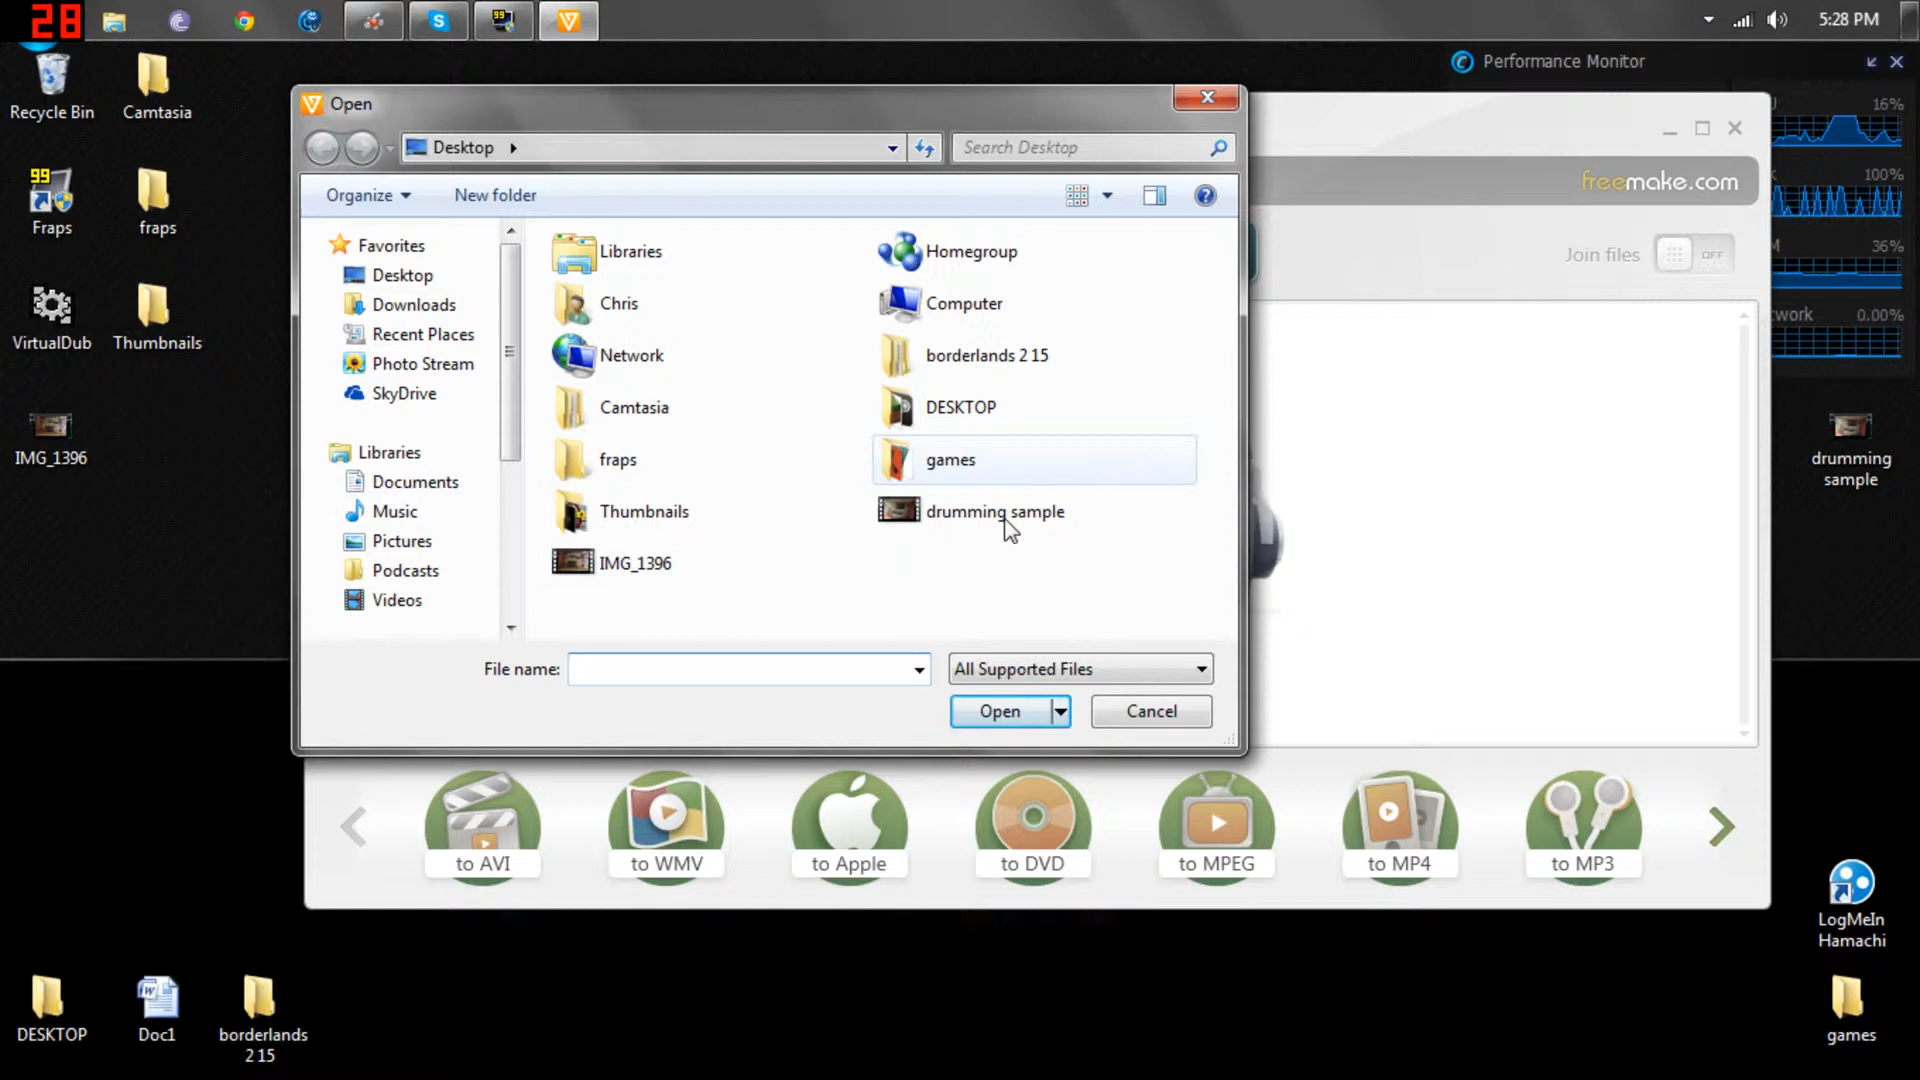 28
99
5:28 PM
Recycle Bin
Camtasia
99
Fraps
fraps
VirtualDub
Thumbnails
IMG_1396
Performance Monitor
16%
100%
36%
0.00%
freemake.com
Join files
OFF
Open
Desktop
Search Desktop
Organize
New folder
Favorites
Desktop
Downloads
Recent Places
Photo Stream
SkyDrive
Libraries
Documents
Music
Pictures
Podcasts
Videos
Libraries
Homegroup
Chris
Computer
Network
borderlands 2 15
Camtasia
DESKTOP
fraps
games
Thumbnails
drumming sample
IMG_1396
File name:
All Supported Files
Open
Cancel
to AVI
to WMV
to Apple
to DVD
to MPEG
to MP4
to MP3
drumming
sample
LogMeIn
Hamachi
games
DESKTOP
Doc1
borderlands
2 15